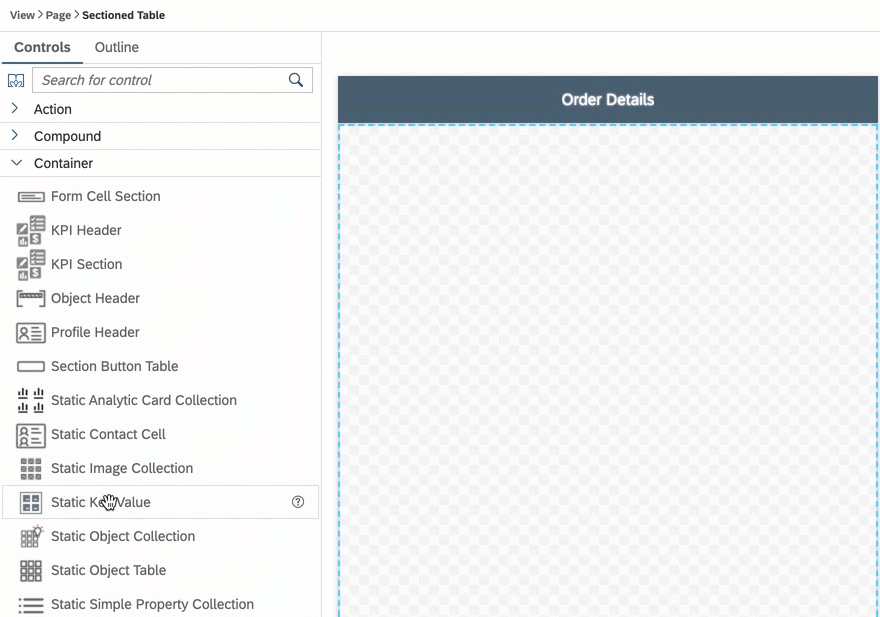 View > Page > Sectioned Table
Controls Outline
Search for control
Order Details
Action
Compound
Container
Form Cell Section
KPI Header
KPI Section
Object Header
Profile Header
Section Button Table
Static Analytic Card Collection
Static Contact Cell
Static Image Collection
Static Key Value
Static Object Collection
Static Object Table
Static Simple Property Collection